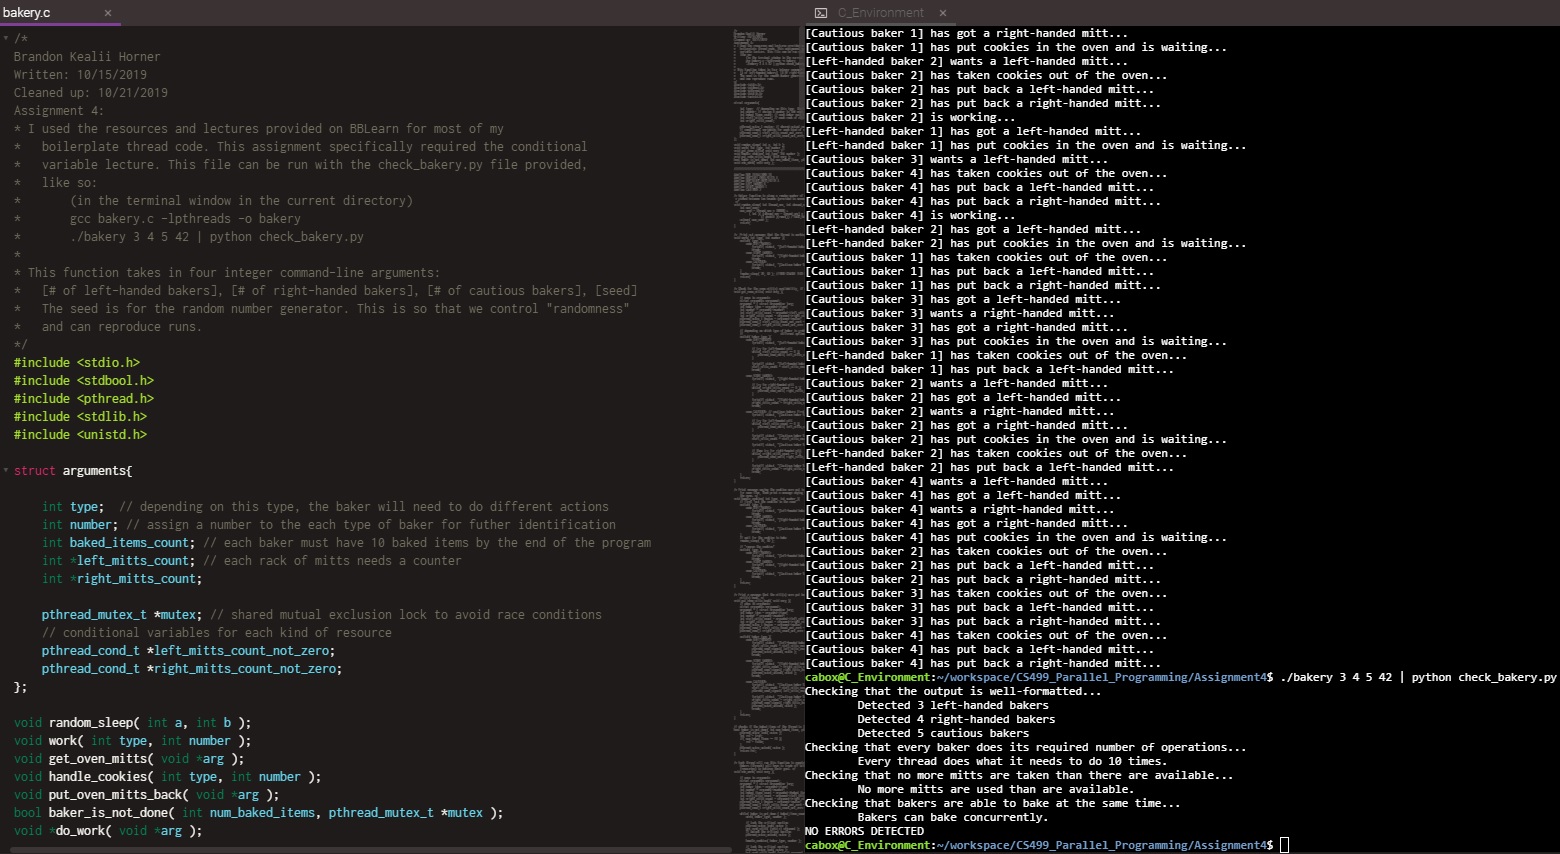 bakery.c ×
/*
Brandon Kealii Horner
Written: 10/15/2019
Cleaned up: 10/21/2019
Assignment 4:
* I used the resources and lectures provided on BBLearn for most of my
*   boilerplate thread code. This assignment specifically required the conditional
*   variable lecture. This file can be run with the check_bakery.py file provided,
*   like so:
*       (in the terminal window in the current directory)
*       gcc bakery.c -lpthreads -o bakery
*       ./bakery 3 4 5 42 | python check_bakery.py
*
* This function takes in four integer command-line arguments:
*   [# of left-handed bakers], [# of right-handed bakers], [# of cautious bakers], [seed]
*   The seed is for the random number generator. This is so that we control "randomness"
*   and can reproduce runs.
*/
#include <stdio.h>
#include <stdbool.h>
#include <pthread.h>
#include <stdlib.h>
#include <unistd.h>
struct arguments{
int type;  // depending on this type, the baker will need to do different actions
int number; // assign a number to the each type of baker for futher identification
int baked_items_count; // each baker must have 10 baked items by the end of the program
int *left_mitts_count; // each rack of mitts needs a counter
int *right_mitts_count;
pthread_mutex_t *mutex; // shared mutual exclusion lock to avoid race conditions
// conditional variables for each kind of resource
pthread_cond_t *left_mitts_count_not_zero;
pthread_cond_t *right_mitts_count_not_zero;
};
void random_sleep( int a, int b );
void work( int type, int number );
void get_oven_mitts( void *arg );
void handle_cookies( int type, int number );
void put_oven_mitts_back( void *arg );
bool baker_is_not_done( int num_baked_items, pthread_mutex_t *mutex );
void *do_work( void *arg );
C_Environment ×
[Cautious baker 1] has got a right-handed mitt...
[Cautious baker 1] has put cookies in the oven and is waiting...
[Left-handed baker 2] wants a left-handed mitt...
[Cautious baker 2] has taken cookies out of the oven...
[Cautious baker 2] has put back a left-handed mitt...
[Cautious baker 2] has put back a right-handed mitt...
[Cautious baker 2] is working...
[Left-handed baker 1] has got a left-handed mitt...
[Left-handed baker 1] has put cookies in the oven and is waiting...
[Cautious baker 3] wants a left-handed mitt...
[Cautious baker 4] has taken cookies out of the oven...
[Cautious baker 4] has put back a left-handed mitt...
[Cautious baker 4] has put back a right-handed mitt...
[Cautious baker 4] is working...
[Left-handed baker 2] has got a left-handed mitt...
[Left-handed baker 2] has put cookies in the oven and is waiting...
[Cautious baker 1] has taken cookies out of the oven...
[Cautious baker 1] has put back a left-handed mitt...
[Cautious baker 1] has put back a right-handed mitt...
[Cautious baker 3] has got a left-handed mitt...
[Cautious baker 3] wants a right-handed mitt...
[Cautious baker 3] has got a right-handed mitt...
[Cautious baker 3] has put cookies in the oven and is waiting...
[Left-handed baker 1] has taken cookies out of the oven...
[Left-handed baker 1] has put back a left-handed mitt...
[Cautious baker 2] wants a left-handed mitt...
[Cautious baker 2] has got a left-handed mitt...
[Cautious baker 2] wants a right-handed mitt...
[Cautious baker 2] has got a right-handed mitt...
[Cautious baker 2] has put cookies in the oven and is waiting...
[Left-handed baker 2] has taken cookies out of the oven...
[Left-handed baker 2] has put back a left-handed mitt...
[Cautious baker 4] wants a left-handed mitt...
[Cautious baker 4] has got a left-handed mitt...
[Cautious baker 4] wants a right-handed mitt...
[Cautious baker 4] has got a right-handed mitt...
[Cautious baker 4] has put cookies in the oven and is waiting...
[Cautious baker 2] has taken cookies out of the oven...
[Cautious baker 2] has put back a left-handed mitt...
[Cautious baker 2] has put back a right-handed mitt...
[Cautious baker 3] has taken cookies out of the oven...
[Cautious baker 3] has put back a left-handed mitt...
[Cautious baker 3] has put back a right-handed mitt...
[Cautious baker 4] has taken cookies out of the oven...
[Cautious baker 4] has put back a left-handed mitt...
[Cautious baker 4] has put back a right-handed mitt...
cabox@C_Environment:~/workspace/CS499_Parallel_Programming/Assignment4$ ./bakery 3 4 5 42 | python check_bakery.py
Checking that the output is well-formatted...
Detected 3 left-handed bakers
Detected 4 right-handed bakers
Detected 5 cautious bakers
Checking that every baker does its required number of operations...
Every thread does what it needs to do 10 times.
Checking that no more mitts are taken than there are available...
No more mitts are used than are available.
Checking that bakers are able to bake at the same time...
Bakers can bake concurrently.
NO ERRORS DETECTED
cabox@C_Environment:~/workspace/CS499_Parallel_Programming/Assignment4$